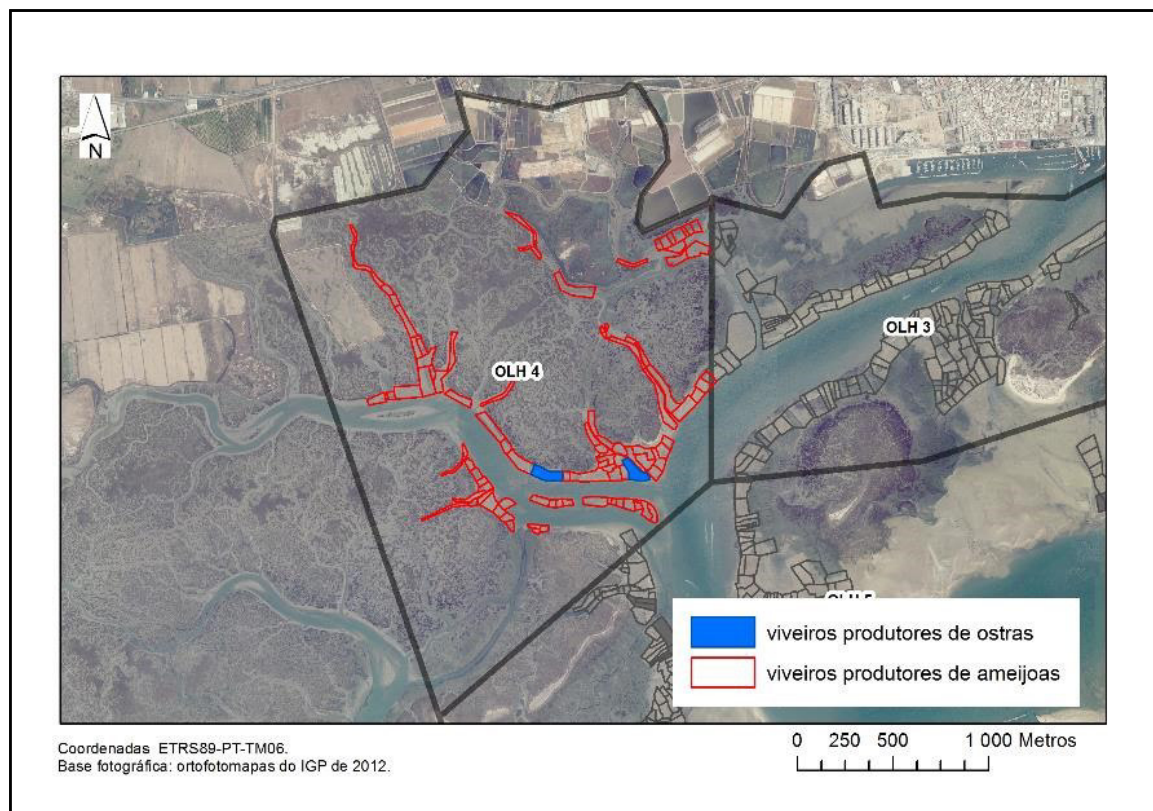 N
OLH 3
OLH 4
viveiros produtores de ostras
viveiros produtores de ameijoas
Coordenadas ETRS89-PT-TM06.
Base fotográfica: ortofotomapas do IGP de 2012.
0 250 500 1 000 Metros